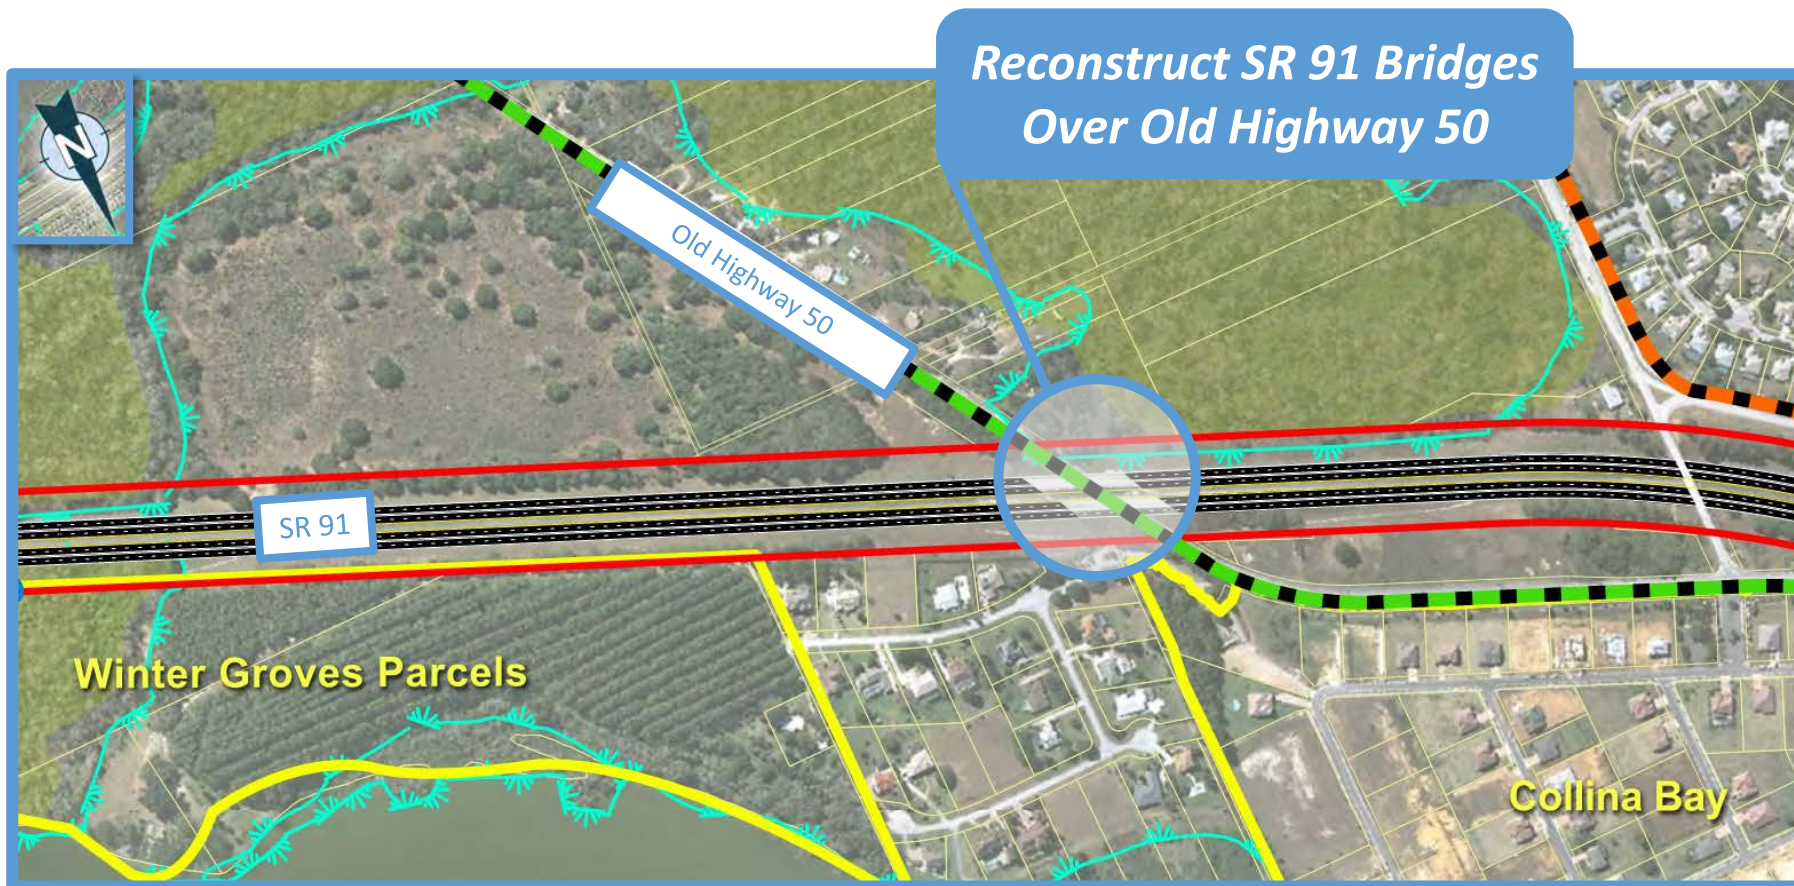 Reconstruct SR 91 Bridges
Over Old Highway 50
N
Old Highway 50
SR 91
Winter Groves Parcels
Collina Bay